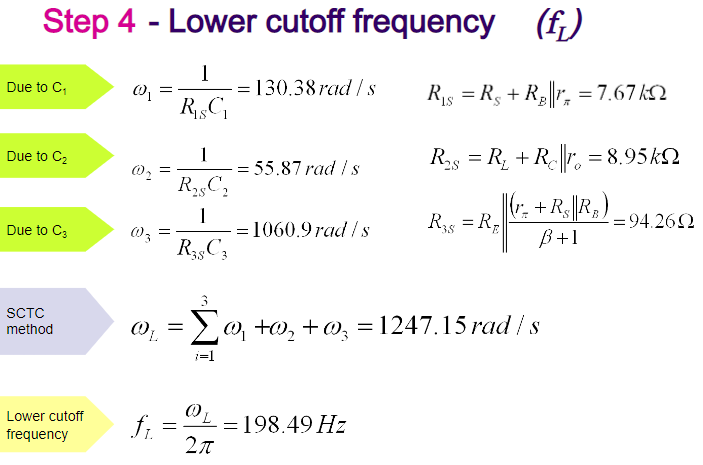 Step 4 - Lower cutoff frequency (f_L)
Due to C₁
ω₁ = 1/(R₁ₛC₁) = 130.38 rad / s
R₁ₛ = Rₛ + R_B‖r_π = 7.67 kΩ
Due to C₂
ω₂ = 1/(R₂ₛC₂) = 55.87 rad / s
R₂ₛ = R_L + R_C‖r_o = 8.95 kΩ
Due to C₃
ω₃ = 1/(R₃ₛC₃) = 1060.9 rad / s
R₃ₛ = R_E‖(r_π + Rₛ‖R_B)/(β+1) = 94.26 Ω
SCTC
method
ω_L = ∑_{i=1}^{3} ω₁ +ω₂ + ω₃ = 1247.15 rad / s
Lower cutoff
frequency
f_L = ω_L/2π = 198.49 Hz